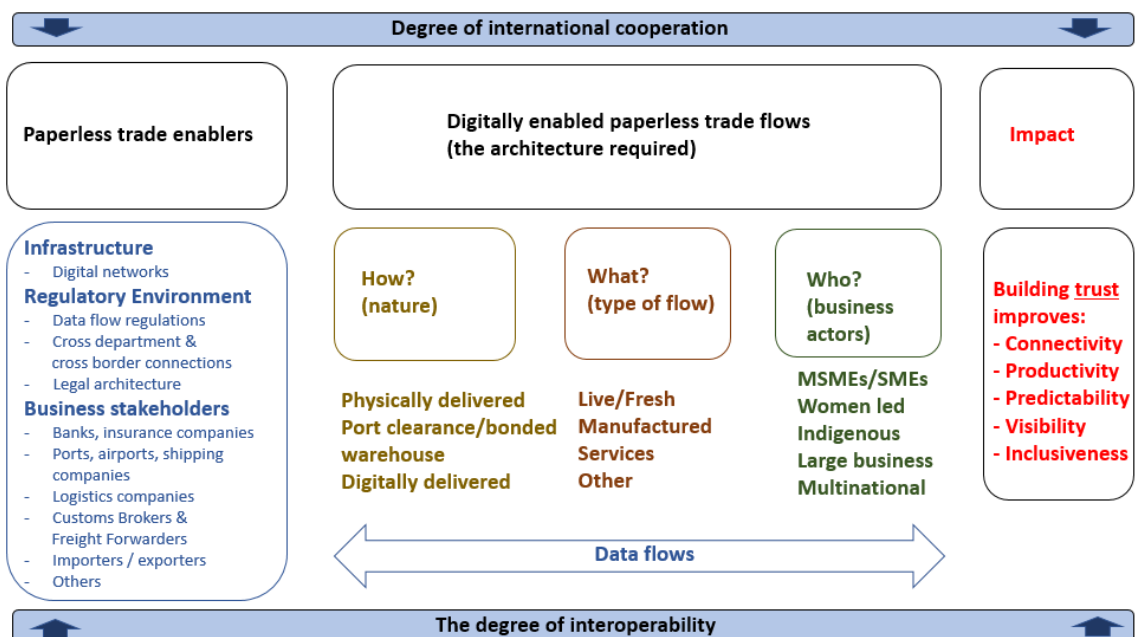 Degree of international cooperation
Paperless trade enablers
Digitally enabled paperless trade flows
(the architecture required)
Impact
Infrastructure
- Digital networks
Regulatory Environment
- Data flow regulations
- Cross department &
cross border connections
- Legal architecture
Business stakeholders
- Banks, insurance companies
- Ports, airports, shipping
companies
- Logistics companies
- Customs Brokers &
Freight Forwarders
- Importers / exporters
- Others
How?
(nature)
Physically delivered
Port clearance/bonded
warehouse
Digitally delivered
What?
(type of flow)
Live/Fresh
Manufactured
Services
Other
Who?
(business
actors)
MSMEs/SMEs
Women led
Indigenous
Large business
Multinational
Building trust
improves:
- Connectivity
- Productivity
- Predictability
- Visibility
- Inclusiveness
Data flows
The degree of interoperability